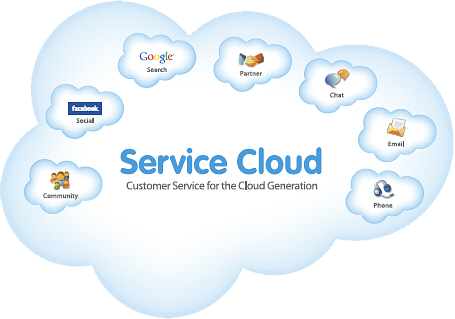 Google
Search
Partner
Chat
facebook.
Social
Email
Service Cloud
Customer Service for the Cloud Generation
Community
Phone